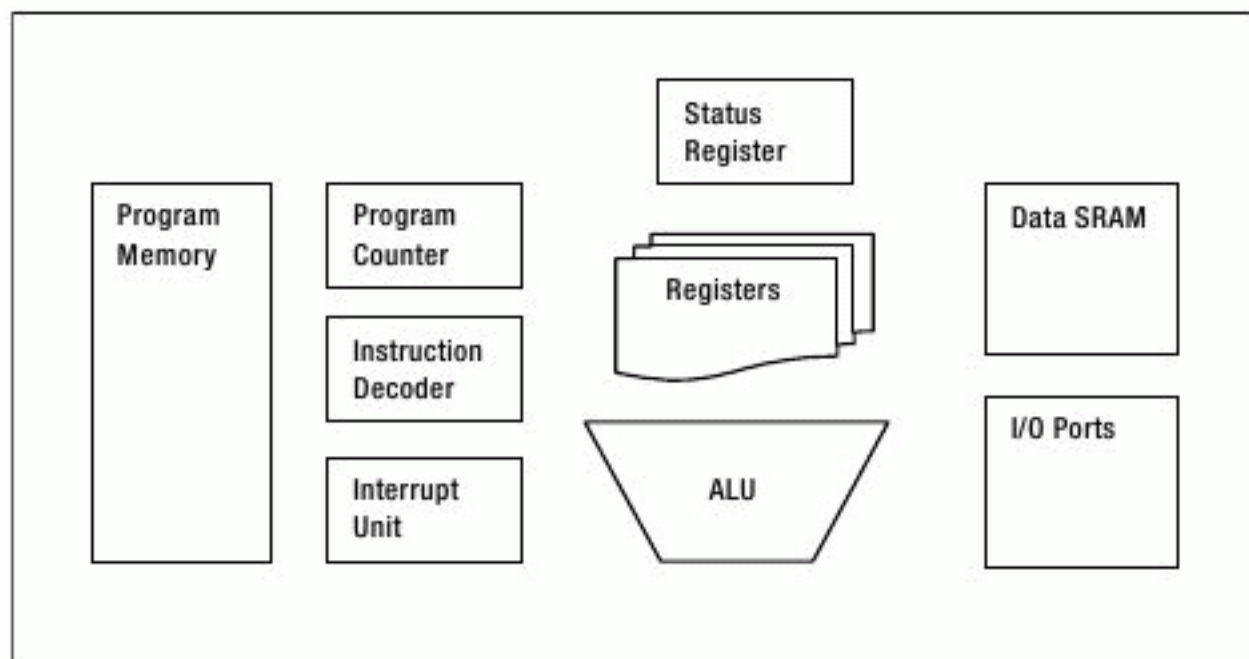 Status
Register
Program
Memory
Program
Counter
Data SRAM
Registers
Instruction
Decoder
I/O Ports
Interrupt
Unit
ALU